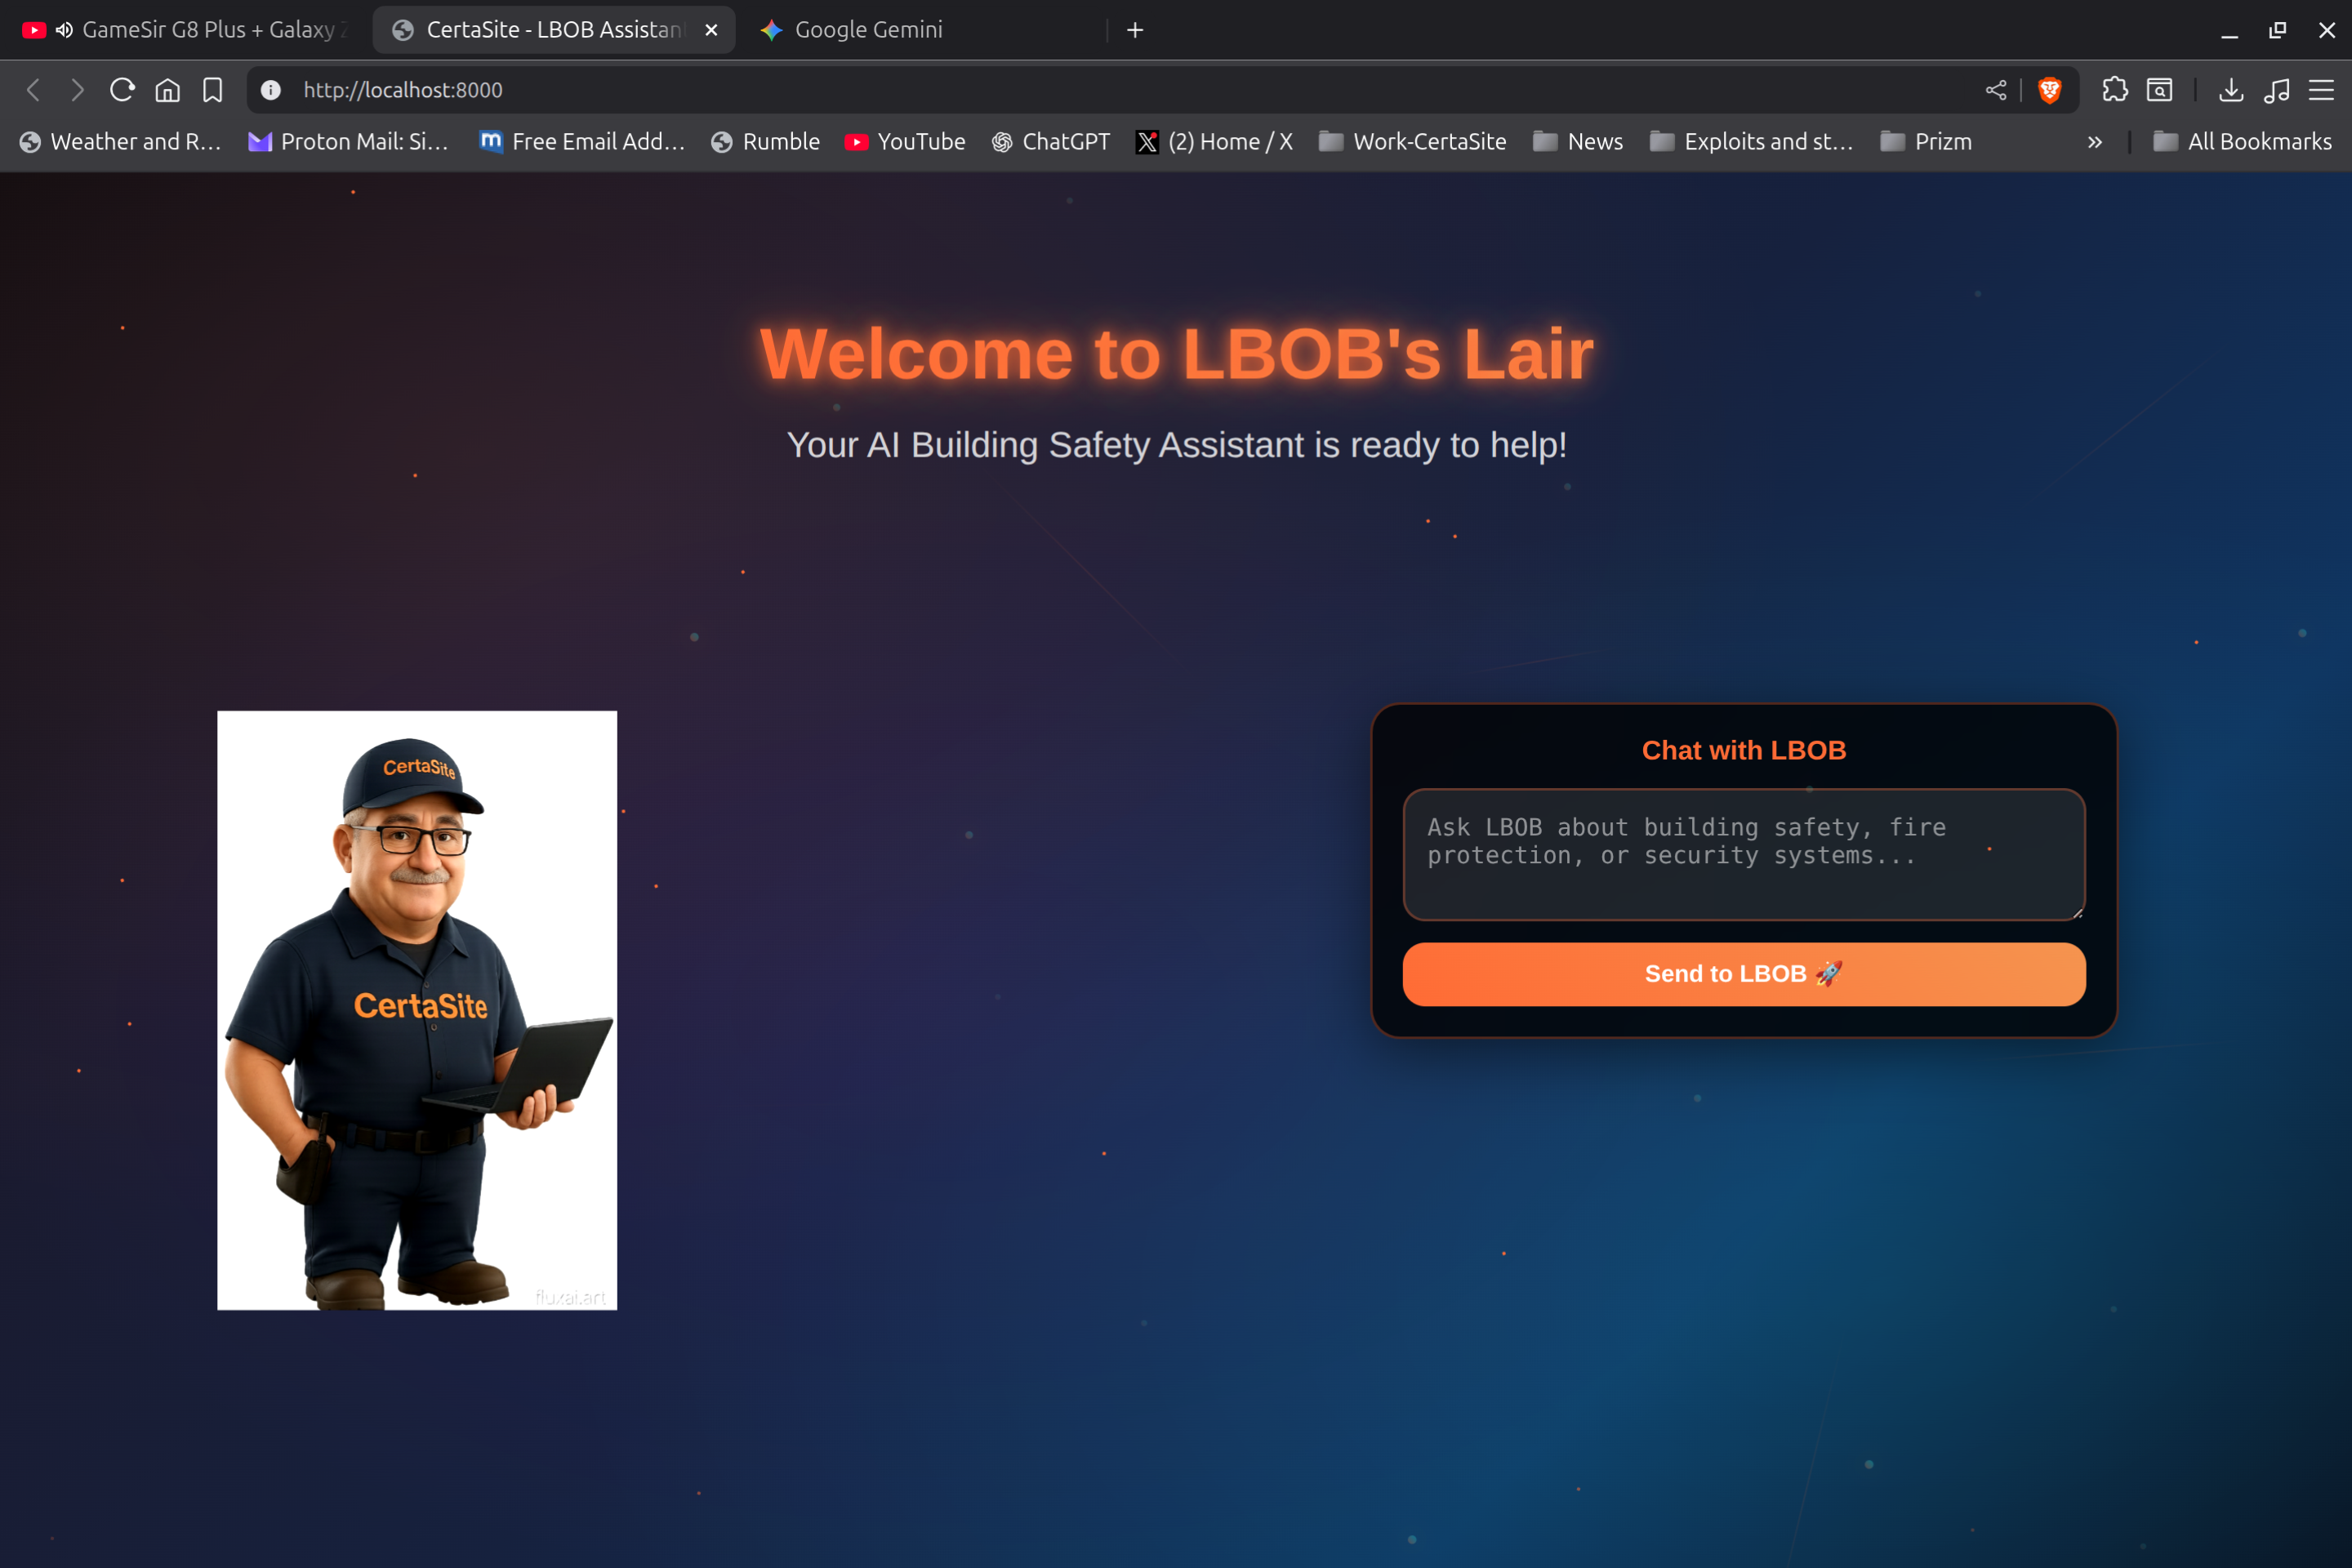 GameSir G8 Plus + Galaxy
CertaSite - LBOB Assistan
Google Gemini
http://localhost:8000
Weather and R...
Proton Mail: Si...
Free Email Add...
Rumble
YouTube
ChatGPT
(2) Home / X
Work-CertaSite
News
Exploits and st...
Prizm
All Bookmarks
Welcome to LBOB's Lair
Your AI Building Safety Assistant is ready to help!
CertaSite
CertaSite
fluxai.art
Chat with LBOB
Ask LBOB about building safety, fire
protection, or security systems...
Send to LBOB 🚀